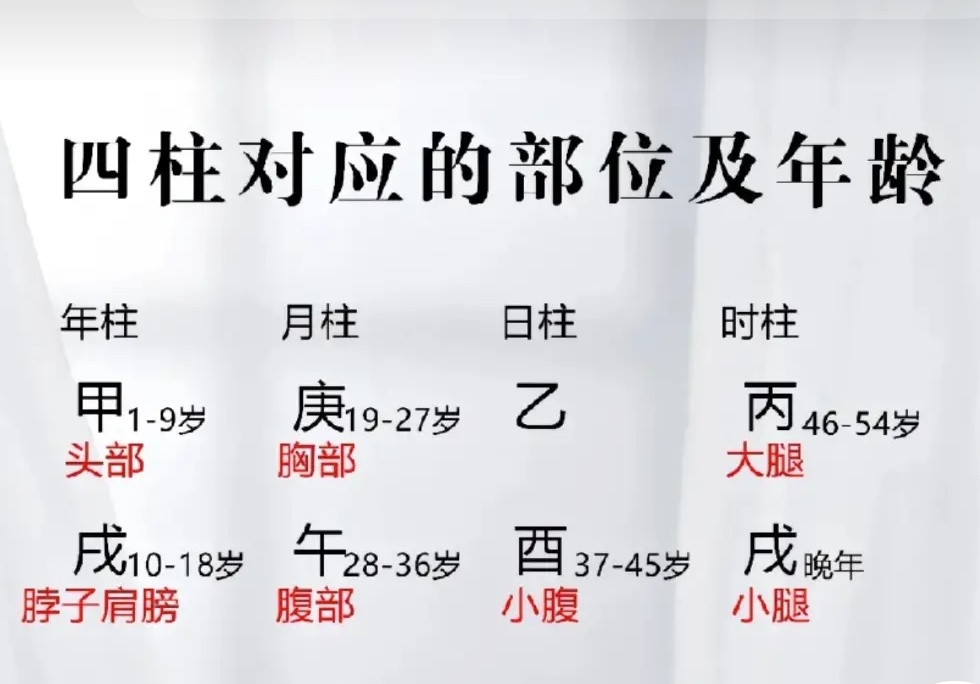 四柱对应的部位及年龄
年柱 月柱 日柱 时柱
甲1-9岁 庚19-27岁 乙 丙46-54岁
头部 胸部 大腿
戌10-18岁 午28-36岁 酉37-45岁 戌晚年
脖子肩膀 腹部 小腹 小腿